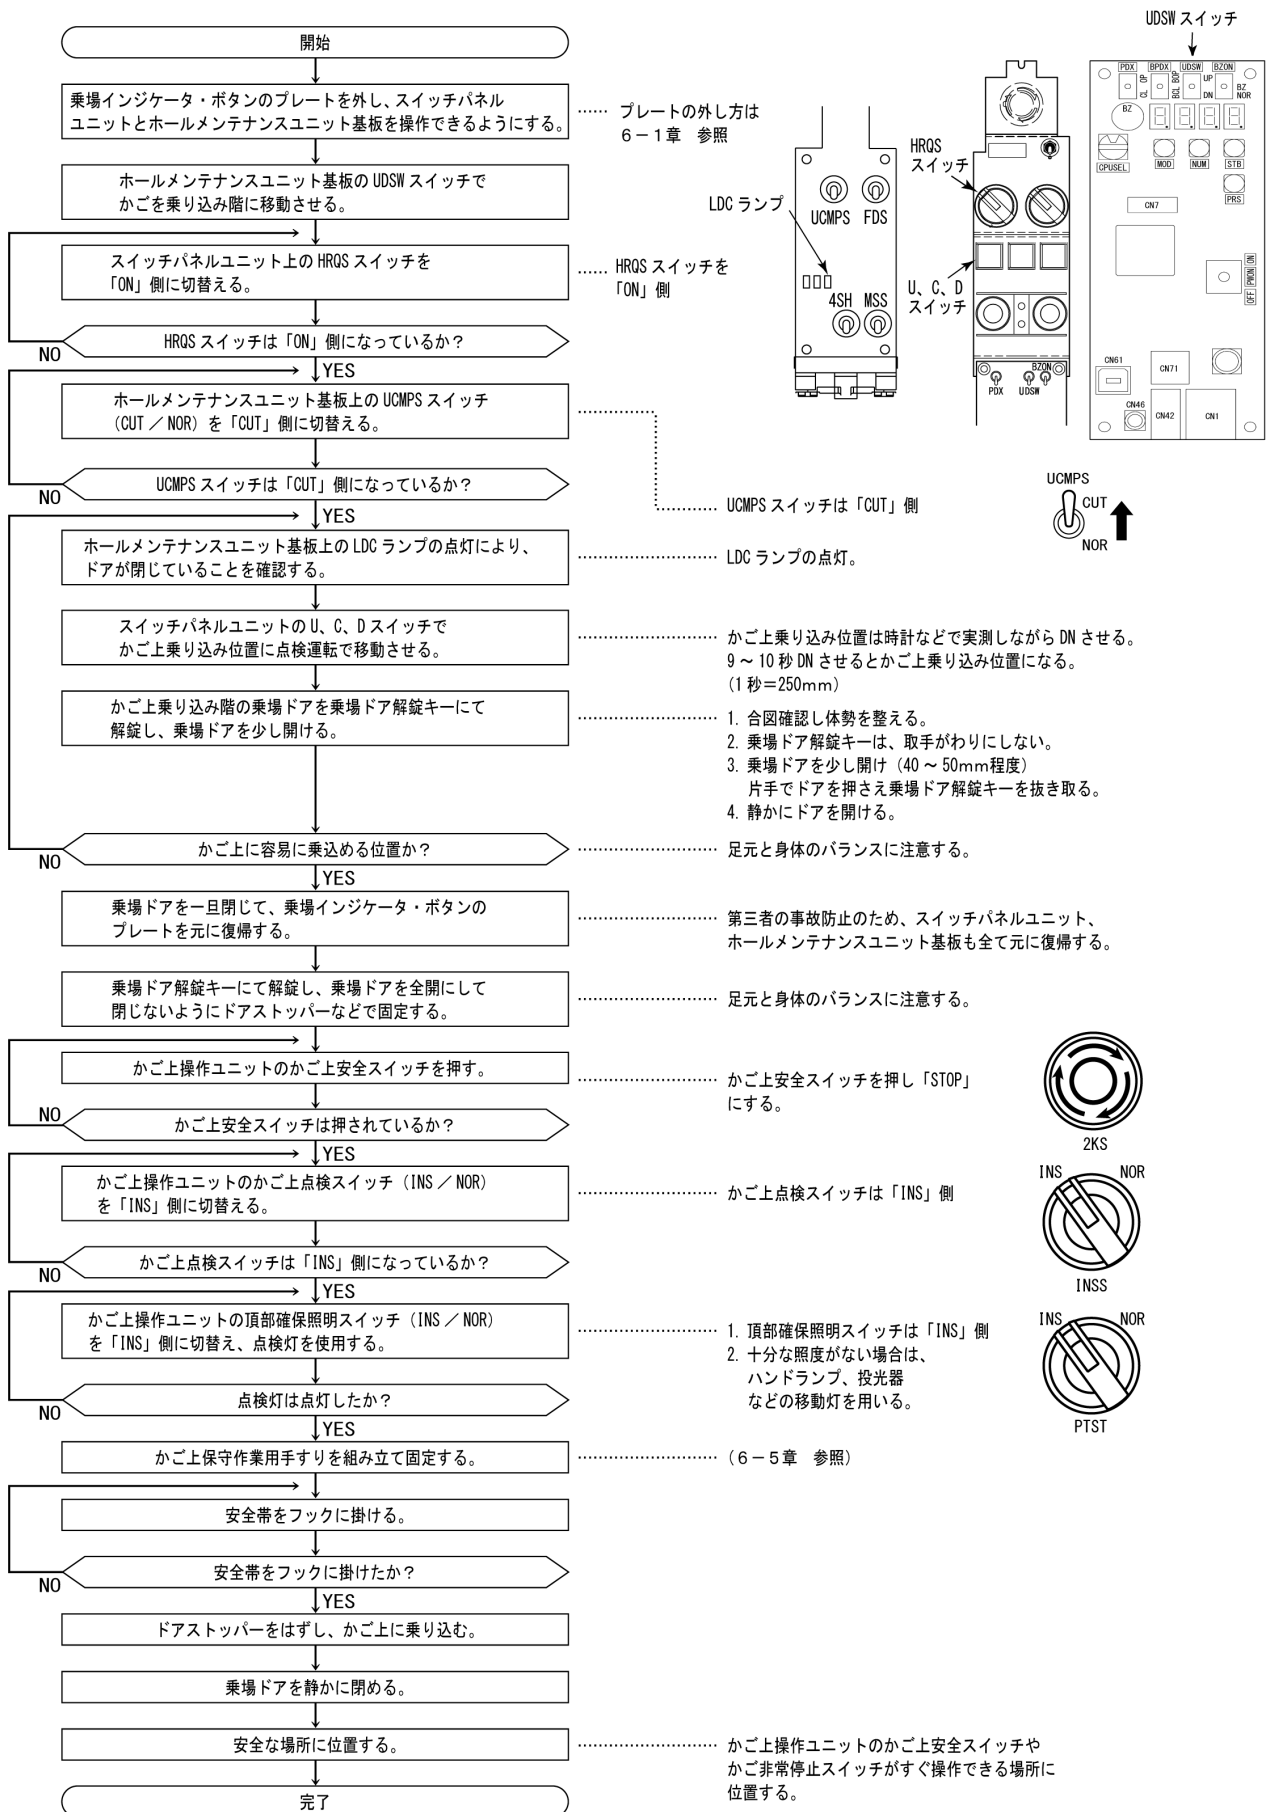 UDSW スイッチ
開始
乗場インジケータ・ボタンのプレートを外し、スイッチパネル
ユニットとホールメンテナンスユニット基板を操作できるようにする。
プレートの外し方は
6-1章 参照
ホールメンテナンスユニット基板の UDSW スイッチで
かごを乗り込み階に移動させる。
スイッチパネルユニット上の HRQS スイッチを
「ON」側に切替える。
HRQS スイッチを
「ON」側
HRQS スイッチは「ON」側になっているか?
NO
YES
ホールメンテナンスユニット基板上の UCMPS スイッチ
(CUT / NOR) を「CUT」側に切替える。
UCMPS スイッチは「CUT」側になっているか?
NO
YES
UCMPS スイッチは「CUT」側
ホールメンテナンスユニット基板上の LDC ランプの点灯により、
ドアが閉じていることを確認する。
LDC ランプの点灯。
スイッチパネルユニットの U、C、D スイッチで
かご上乗り込み位置に点検運転で移動させる。
かご上乗り込み位置は時計などで実測しながら DN させる。
9~10 秒 DN させるとかご上乗り込み位置になる。
(1 秒=250mm)
かご上乗り込み階の乗場ドアを乗場ドア解錠キーにて
解錠し、乗場ドアを少し開ける。
1. 合図確認し体勢を整える。
2. 乗場ドア解錠キーは、取手がわりにしない。
3. 乗場ドアを少し開け (40~50mm程度)
片手でドアを押さえ乗場ドア解錠キーを抜き取る。
4. 静かにドアを開ける。
かご上に容易に乗込める位置か?
NO
YES
足元と身体のバランスに注意する。
乗場ドアを一旦閉じて、乗場インジケータ・ボタンの
プレートを元に復帰する。
第三者の事故防止のため、スイッチパネルユニット、
ホールメンテナンスユニット基板も全て元に復帰する。
乗場ドア解錠キーにて解錠し、乗場ドアを全開にして
閉じないようにドアストッパーなどで固定する。
足元と身体のバランスに注意する。
かご上操作ユニットのかご上安全スイッチを押す。
かご上安全スイッチを押し「STOP」
にする。
かご上安全スイッチは押されているか?
NO
YES
2KS
かご上操作ユニットのかご上点検スイッチ (INS / NOR)
を「INS」側に切替える。
かご上点検スイッチは「INS」側
INS
NOR
INSS
かご上点検スイッチは「INS」側になっているか?
NO
YES
かご上操作ユニットの頂部確保照明スイッチ (INS / NOR)
を「INS」側に切替え、点検灯を使用する。
1. 頂部確保照明スイッチは「INS」側
2. 十分な照度がない場合は、
ハンドランプ、投光器
などの移動灯を用いる。
INS
NOR
PTST
点検灯は点灯したか?
NO
YES
かご上保守作業用手すりを組み立て固定する。
(6-5章 参照)
安全帯をフックに掛ける。
安全帯をフックに掛けたか?
NO
YES
ドアストッパーをはずし、かご上に乗り込む。
乗場ドアを静かに閉める。
安全な場所に位置する。
かご上操作ユニットのかご上安全スイッチや
かご非常停止スイッチがすぐ操作できる場所に
位置する。
完了
LDC ランプ
UCMPS FDS
4SH MSS
HRQS
スイッチ
U、C、D
スイッチ
PDX
UDSW
BZON
PDX BPDX UDSW BZON
CL OP
BCL BOP
UP
DN
BZ
NOR
BZ
CPUSEL
MOD
NUM
STB
PRS
CN7
OFF PWON ON
CN61
CN71
CN46
CN42
CN1
UCMPS
CUT
NOR